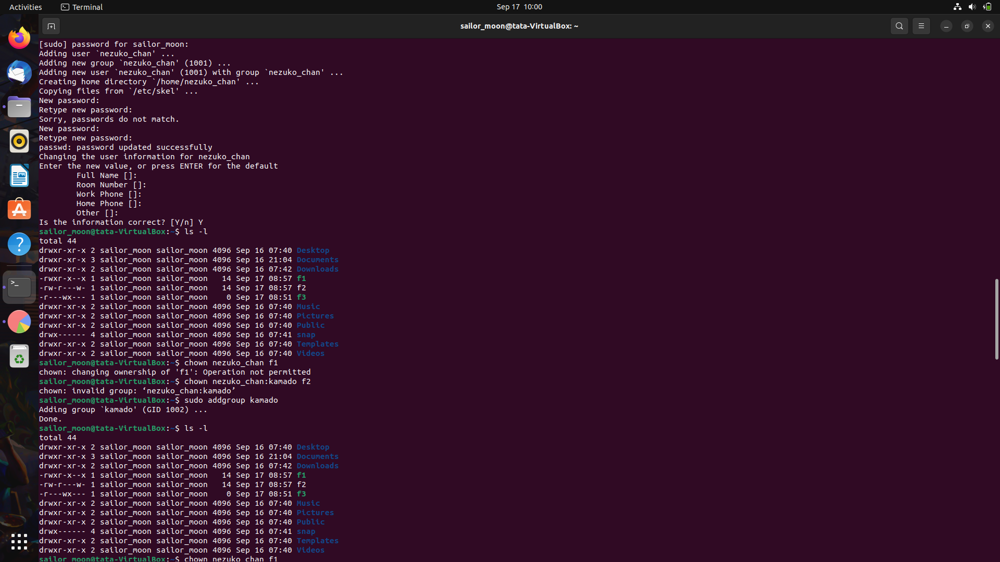 Activities
Terminal
Sep 17 10:00
sailor_moon@tata-VirtualBox: ~
[sudo] password for sailor_moon:
Adding user `nezuko_chan' ...
Adding new group `nezuko_chan' (1001) ...
Adding new user `nezuko_chan' (1001) with group `nezuko_chan' ...
Creating home directory `/home/nezuko_chan' ...
Copying files from `/etc/skel' ...
New password:
Retype new password:
Sorry, passwords do not match.
New password:
Retype new password:
passwd: password updated successfully
Changing the user information for nezuko_chan
Enter the new value, or press ENTER for the default
Full Name []:
Room Number []:
Work Phone []:
Home Phone []:
Other []:
Is the information correct? [Y/n] Y
sailor_moon@tata-VirtualBox:~$ ls -l
total 44
drwxr-xr-x 2 sailor_moon sailor_moon 4096 Sep 16 07:40 Desktop
drwxr-xr-x 3 sailor_moon sailor_moon 4096 Sep 16 21:04 Documents
drwxr-xr-x 2 sailor_moon sailor_moon 4096 Sep 16 07:42 Downloads
-rwxr-x--x 1 sailor_moon sailor_moon   14 Sep 17 08:57 f1
-rw-r---w- 1 sailor_moon sailor_moon   14 Sep 17 08:57 f2
-r---wx--- 1 sailor_moon sailor_moon    0 Sep 17 08:51 f3
drwxr-xr-x 2 sailor_moon sailor_moon 4096 Sep 16 07:40 Music
drwxr-xr-x 2 sailor_moon sailor_moon 4096 Sep 16 07:40 Pictures
drwxr-xr-x 2 sailor_moon sailor_moon 4096 Sep 16 07:40 Public
drwx------ 4 sailor_moon sailor_moon 4096 Sep 16 07:41 snap
drwxr-xr-x 2 sailor_moon sailor_moon 4096 Sep 16 07:40 Templates
drwxr-xr-x 2 sailor_moon sailor_moon 4096 Sep 16 07:40 Videos
sailor_moon@tata-VirtualBox:~$ chown nezuko_chan f1
chown: changing ownership of 'f1': Operation not permitted
sailor_moon@tata-VirtualBox:~$ chown nezuko_chan:kamado f2
chown: invalid group: ‘nezuko_chan:kamado’
sailor_moon@tata-VirtualBox:~$ sudo addgroup kamado
Adding group `kamado' (GID 1002) ...
Done.
sailor_moon@tata-VirtualBox:~$ ls -l
total 44
drwxr-xr-x 2 sailor_moon sailor_moon 4096 Sep 16 07:40 Desktop
drwxr-xr-x 3 sailor_moon sailor_moon 4096 Sep 16 21:04 Documents
drwxr-xr-x 2 sailor_moon sailor_moon 4096 Sep 16 07:42 Downloads
-rwxr-x--x 1 sailor_moon sailor_moon   14 Sep 17 08:57 f1
-rw-r---w- 1 sailor_moon sailor_moon   14 Sep 17 08:57 f2
-r---wx--- 1 sailor_moon sailor_moon    0 Sep 17 08:51 f3
drwxr-xr-x 2 sailor_moon sailor_moon 4096 Sep 16 07:40 Music
drwxr-xr-x 2 sailor_moon sailor_moon 4096 Sep 16 07:40 Pictures
drwxr-xr-x 2 sailor_moon sailor_moon 4096 Sep 16 07:40 Public
drwx------ 4 sailor_moon sailor_moon 4096 Sep 16 07:41 snap
drwxr-xr-x 2 sailor_moon sailor_moon 4096 Sep 16 07:40 Templates
drwxr-xr-x 2 sailor_moon sailor_moon 4096 Sep 16 07:40 Videos
sailor_moon@tata-VirtualBox:~$ chown nezuko_chan f1